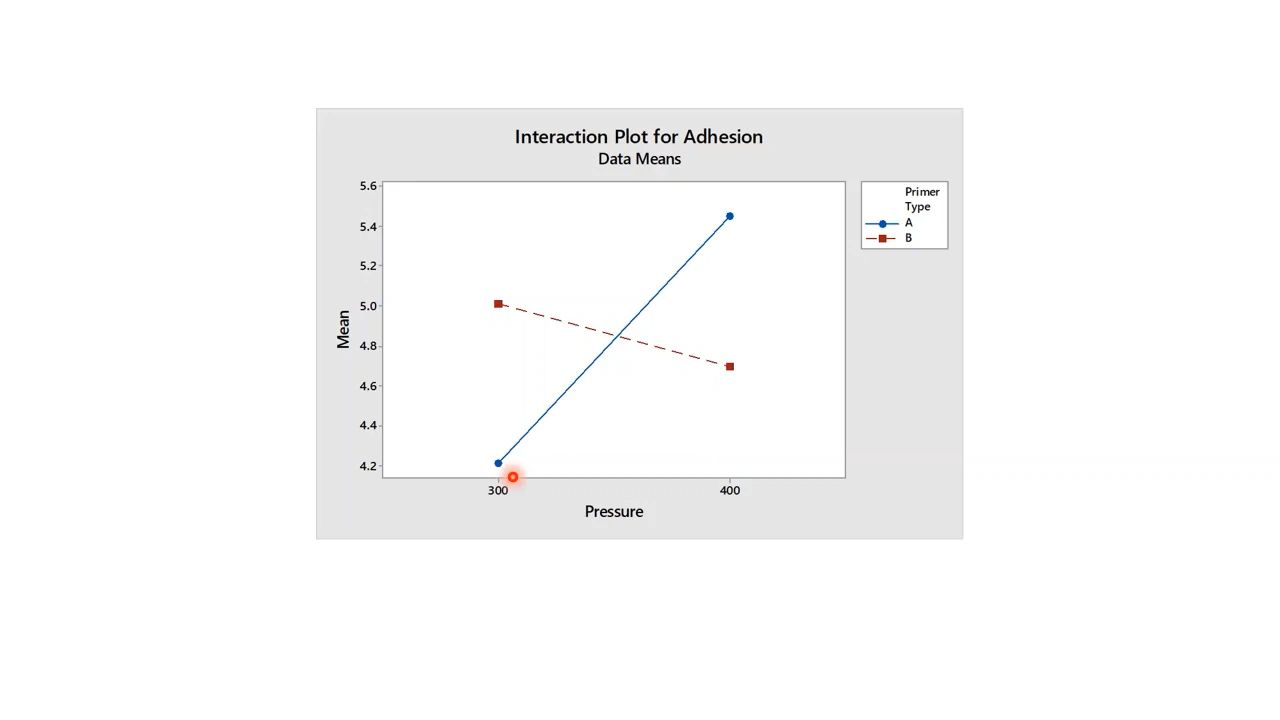 Interaction Plot for Adhesion
Data Means
Primer
Type
A
B
5.6
5.4
5.2
5.0
4.8
4.6
4.4
4.2
Mean
300 400
Pressure